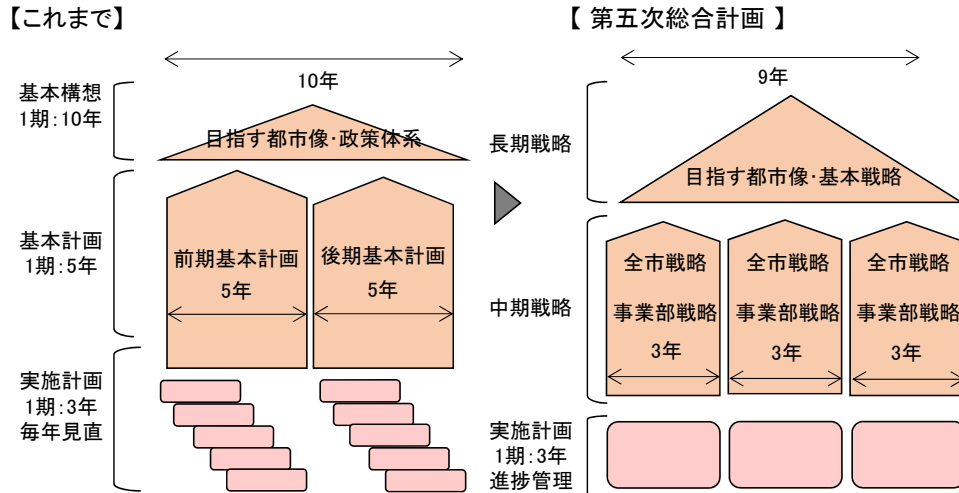 【これまで】
10年
基本構想
1期：10年
目指す都市像・政策体系
基本計画
1期：5年
前期基本計画
5年
後期基本計画
5年
実施計画
1期：3年
毎年見直
【 第五次総合計画 】
9年
長期戦略
目指す都市像・基本戦略
中期戦略
全市戦略
事業部戦略
3年
全市戦略
事業部戦略
3年
全市戦略
事業部戦略
3年
実施計画
1期：3年
進捗管理